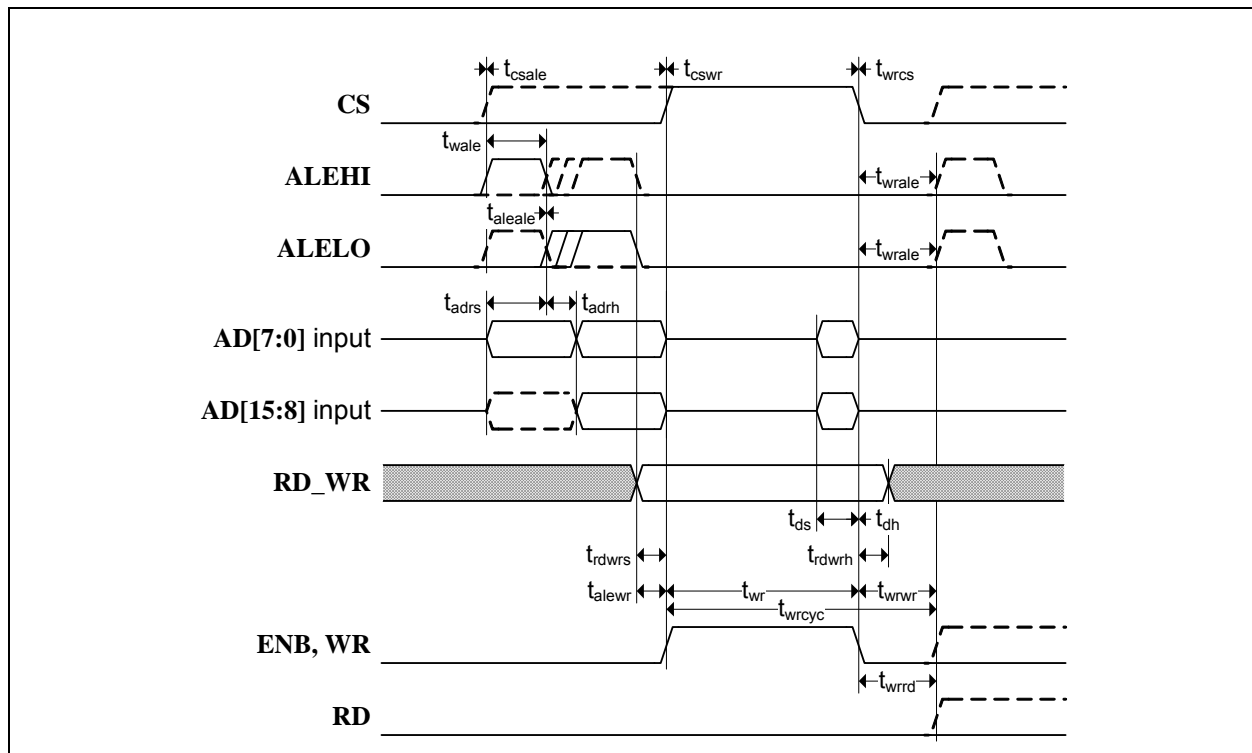 tcsale tcswr twrcs
CS
twale
ALEHI twrale
taleale
ALELO twrale
tadrs tadrh
AD[7:0] input
AD[15:8] input
RD_WR
tds tdh
trdwrs trdwrh
talewr twr twrwr
twrcyc
ENB, WR
twrrd
RD